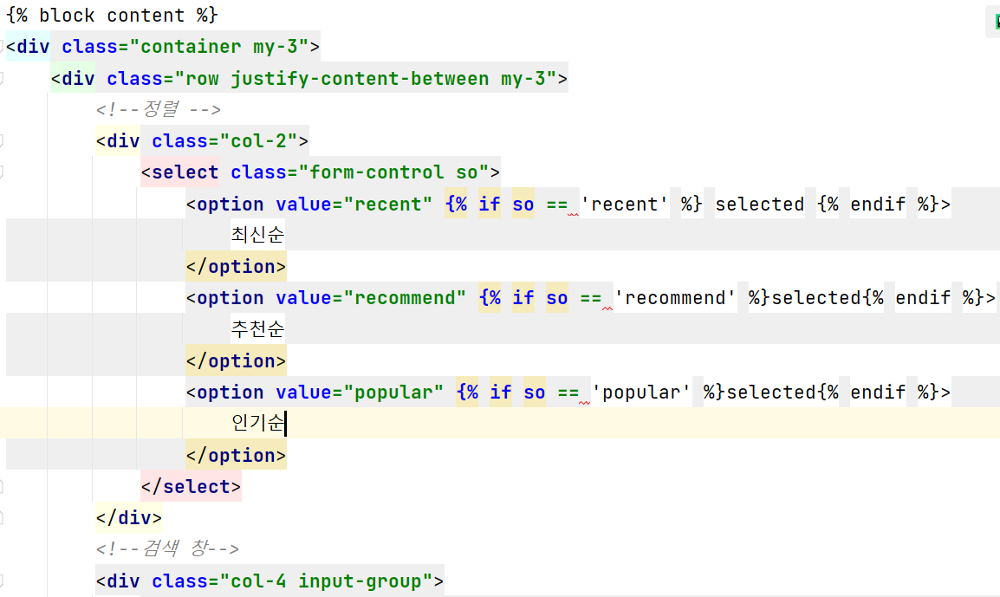 {% block content %}
<div class="container my-3">
<div class="row justify-content-between my-3">
<!--정렬 -->
<div class="col-2">
<select class="form-control so">
<option value="recent" {% if so == 'recent' %} selected {% endif %}>
최신순
</option>
<option value="recommend" {% if so == 'recommend' %}selected{% endif %}>
추천순
</option>
<option value="popular" {% if so == 'popular' %}selected{% endif %}>
인기순
</option>
</select>
</div>
<!--검색 창-->
<div class="col-4 input-group">